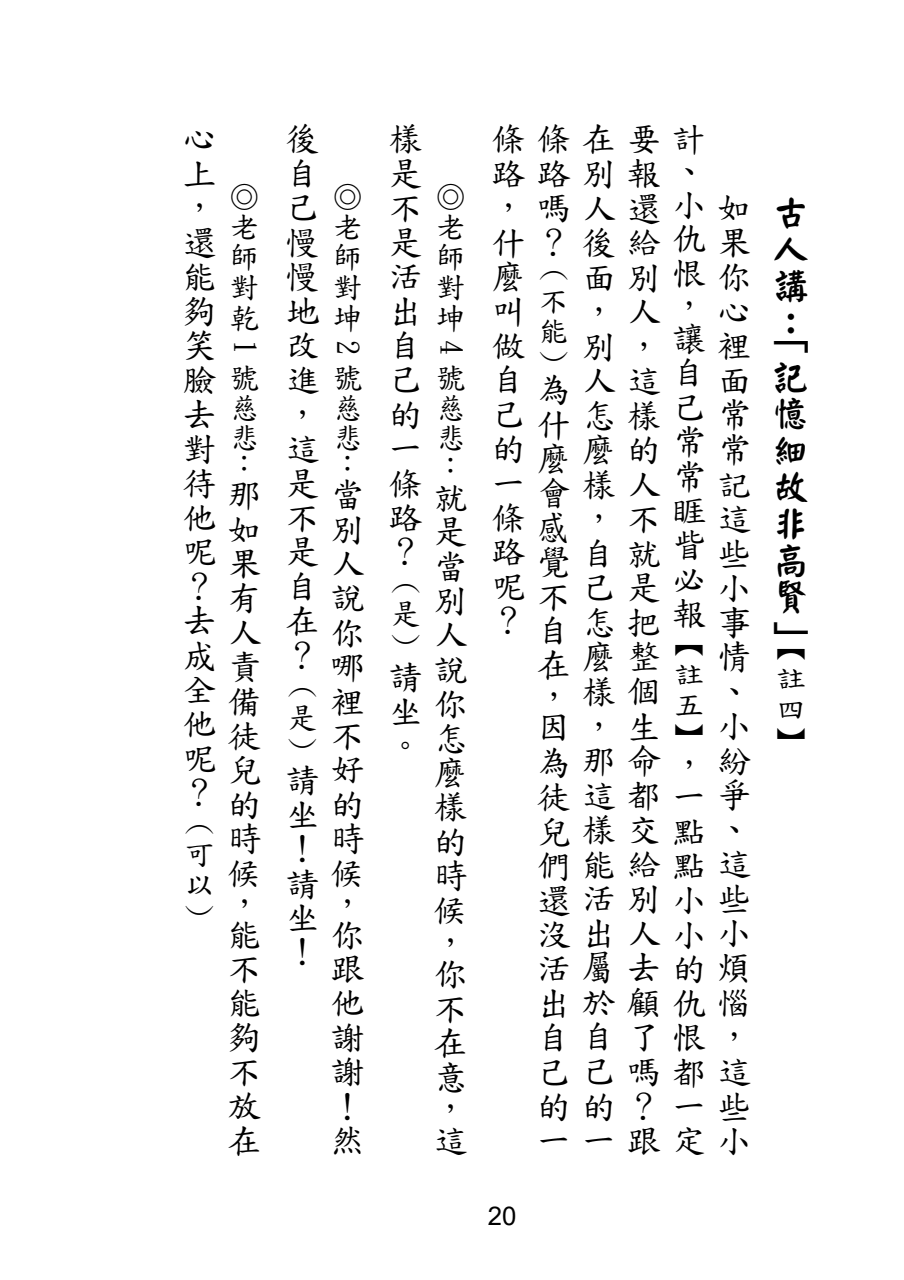 古人講：「記憶細故非高賢」【註四】
如果你心裡面常常記這些小事情、小紛爭、這些小煩惱，這些小
計、小仇恨，讓自己常常睚眥必報【註五】，一點點小小的仇恨都一定
要報還給別人，這樣的人不就是把整個生命都交給別人去顧了嗎？跟
在別人後面，別人怎麼樣，自己怎麼樣，那這樣能活出屬於自己的一
條路嗎？（不能）為什麼會感覺不自在，因為徒兒們還沒活出自己的一
條路，什麼叫做自己的一條路呢？
◎老師對坤4號慈悲：就是當別人說你怎麼樣的時候，你不在意，這
樣是不是活出自己的一條路？（是）請坐。
◎老師對坤2號慈悲：當別人說你哪裡不好的時候，你跟他謝謝！然
後自己慢慢地改進，這是不是自在？（是）請坐！請坐！
◎老師對乾1號慈悲：那如果有人責備徒兒的時候，能不能夠不放在
心上，還能夠笑臉去對待他呢？去成全他呢？（可以）
20